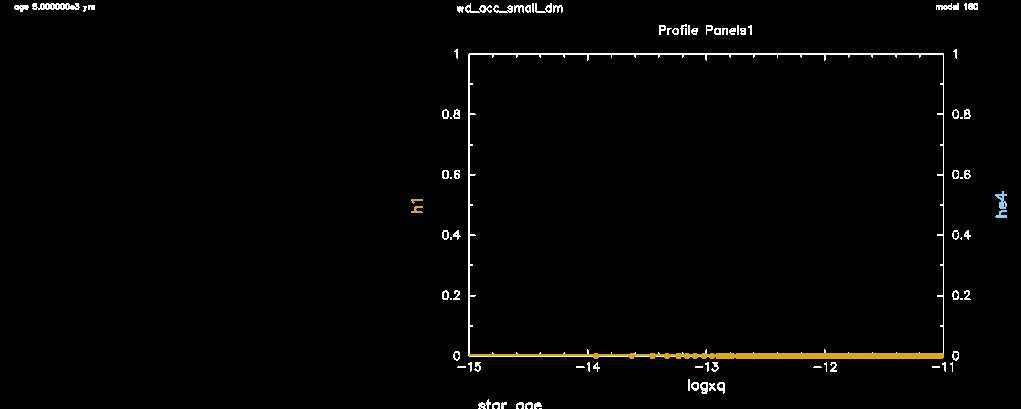 age 5.000000e3 yrs
wd_acc_small_dm
model 160
Profile Panels1
1
1
0.8
0.8
0.6
0.6
h1
he4
0.4
0.4
0.2
0.2
0
0
-15
-14
-13
-12
-11
logxq
star_age